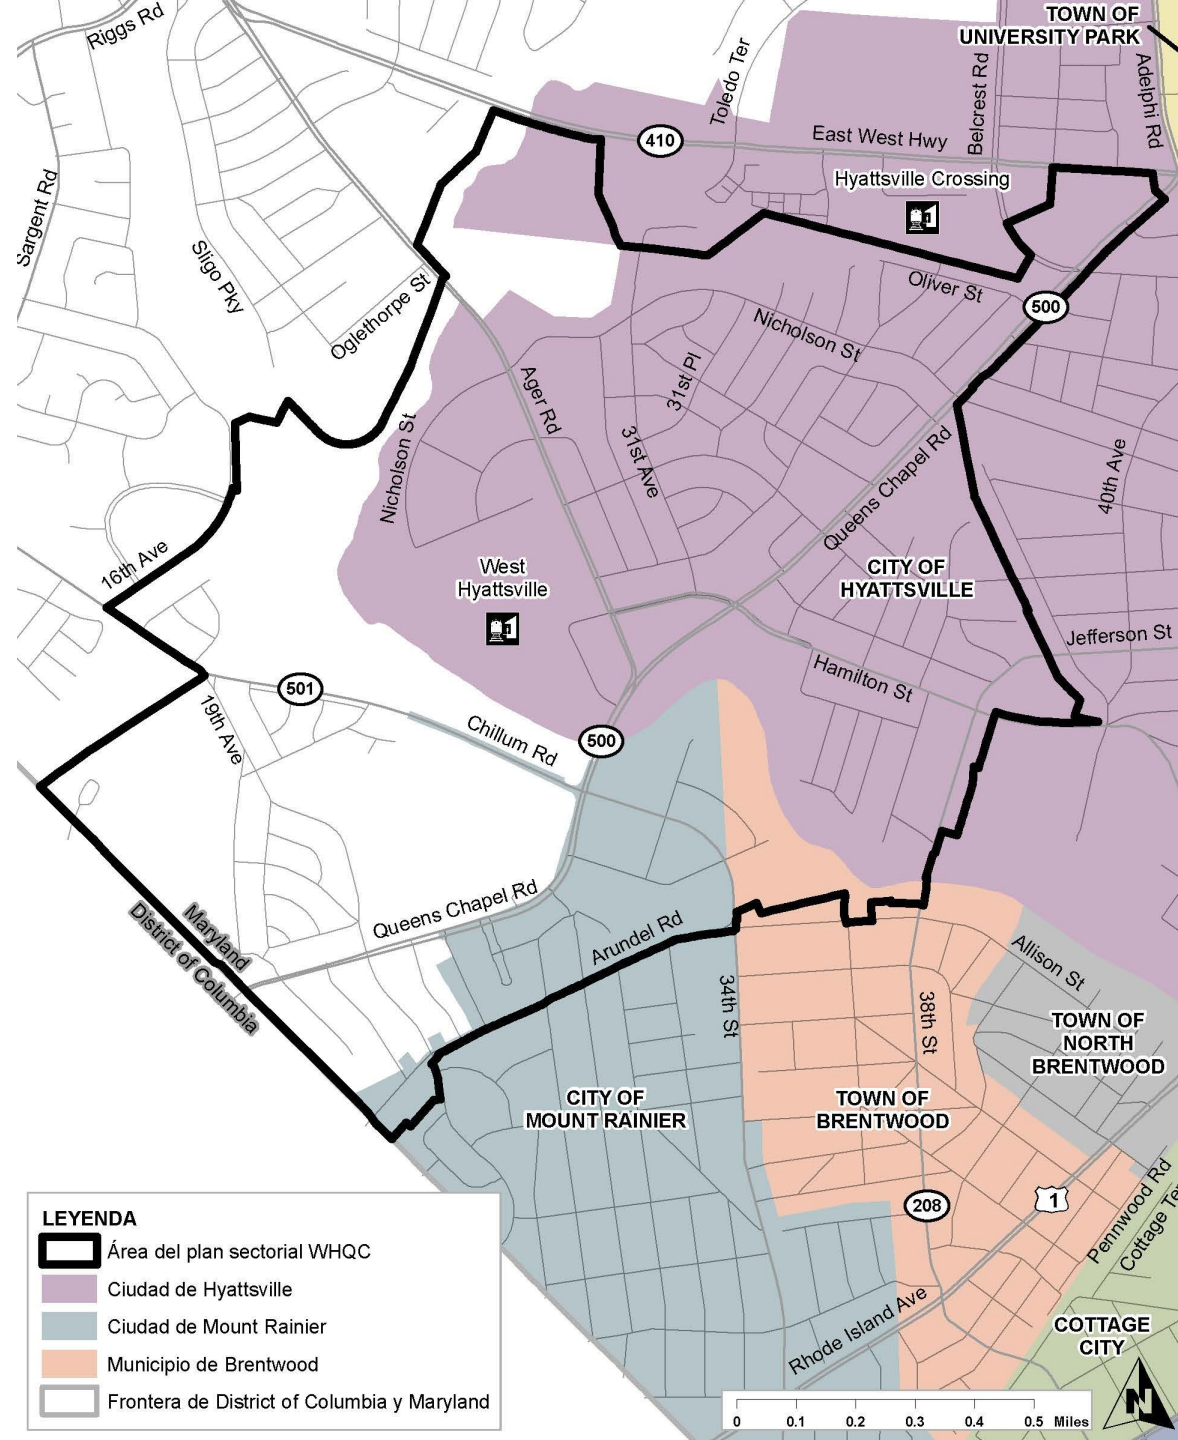 TOWN OF
UNIVERSITY PARK
Riggs Rd
Toledo Ter
Belcrest Rd
Adelphi Rd
410
East West Hwy
Hyattsville Crossing
Sargent Rd
Sligo Pky
Oglethorpe St
Oliver St
500
Nicholson St
31st Pl
Ager Rd
31st Ave
Nicholson St
Queens Chapel Rd
40th Ave
16th Ave
West
Hyattsville
CITY OF
HYATTSVILLE
Jefferson St
Hamilton St
501
19th Ave
Chillum Rd
500
Queens Chapel Rd
Maryland
District of Columbia
Arundel Rd
34th St
38th St
Allison St
TOWN OF
NORTH
BRENTWOOD
CITY OF
MOUNT RAINIER
TOWN OF
BRENTWOOD
208
1
Pennwood Rd
Cottage Te
Rhode Island Ave
COTTAGE
CITY
LEYENDA
Área del plan sectorial WHQC
Ciudad de Hyattsville
Ciudad de Mount Rainier
Municipio de Brentwood
Frontera de District of Columbia y Maryland
N
0 0.1 0.2 0.3 0.4 0.5 Miles